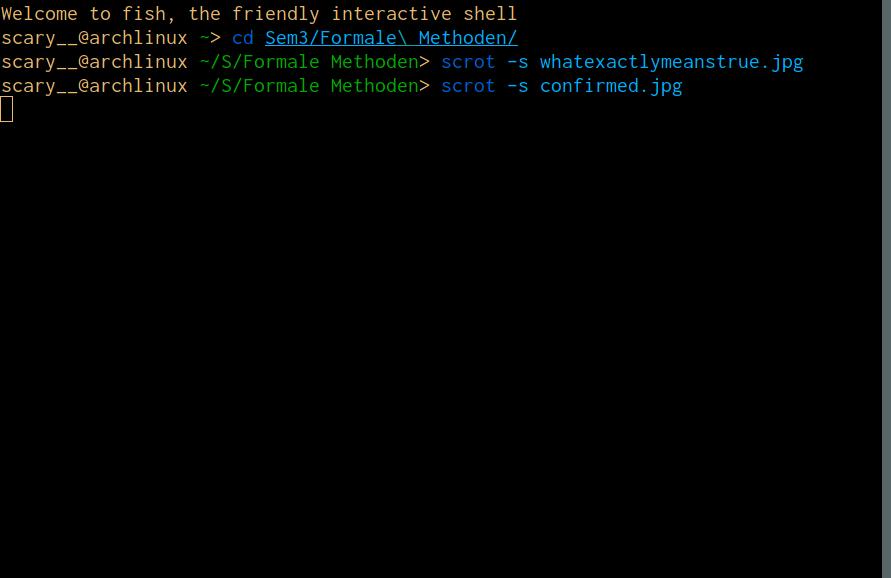 Welcome to fish, the friendly interactive shell
scary__@archlinux ~> cd Sem3/Formale\ Methoden/
scary__@archlinux ~/S/Formale Methoden> scrot -s whatexactlymeanstrue.jpg
scary__@archlinux ~/S/Formale Methoden> scrot -s confirmed.jpg